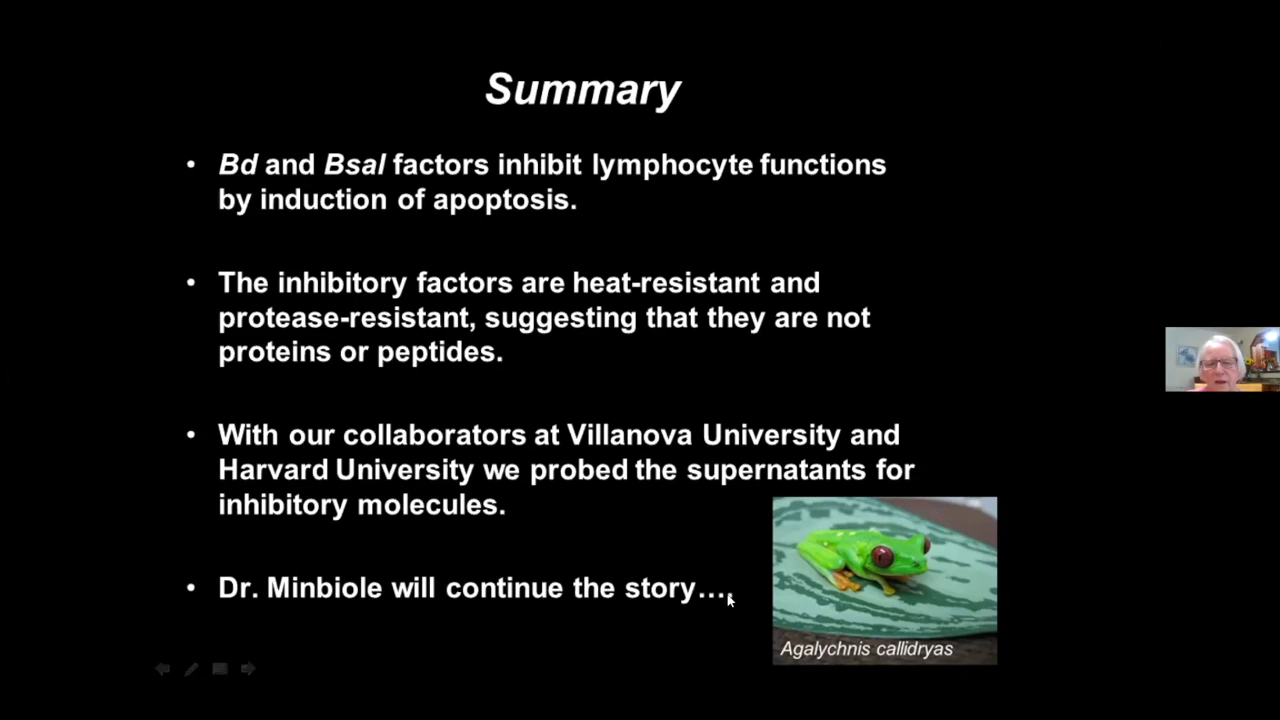 Summary
• Bd and Bsal factors inhibit lymphocyte functions
by induction of apoptosis.
• The inhibitory factors are heat-resistant and
protease-resistant, suggesting that they are not
proteins or peptides.
• With our collaborators at Villanova University and
Harvard University we probed the supernatants for
inhibitory molecules.
• Dr. Minbiole will continue the story….
Agalychnis callidryas